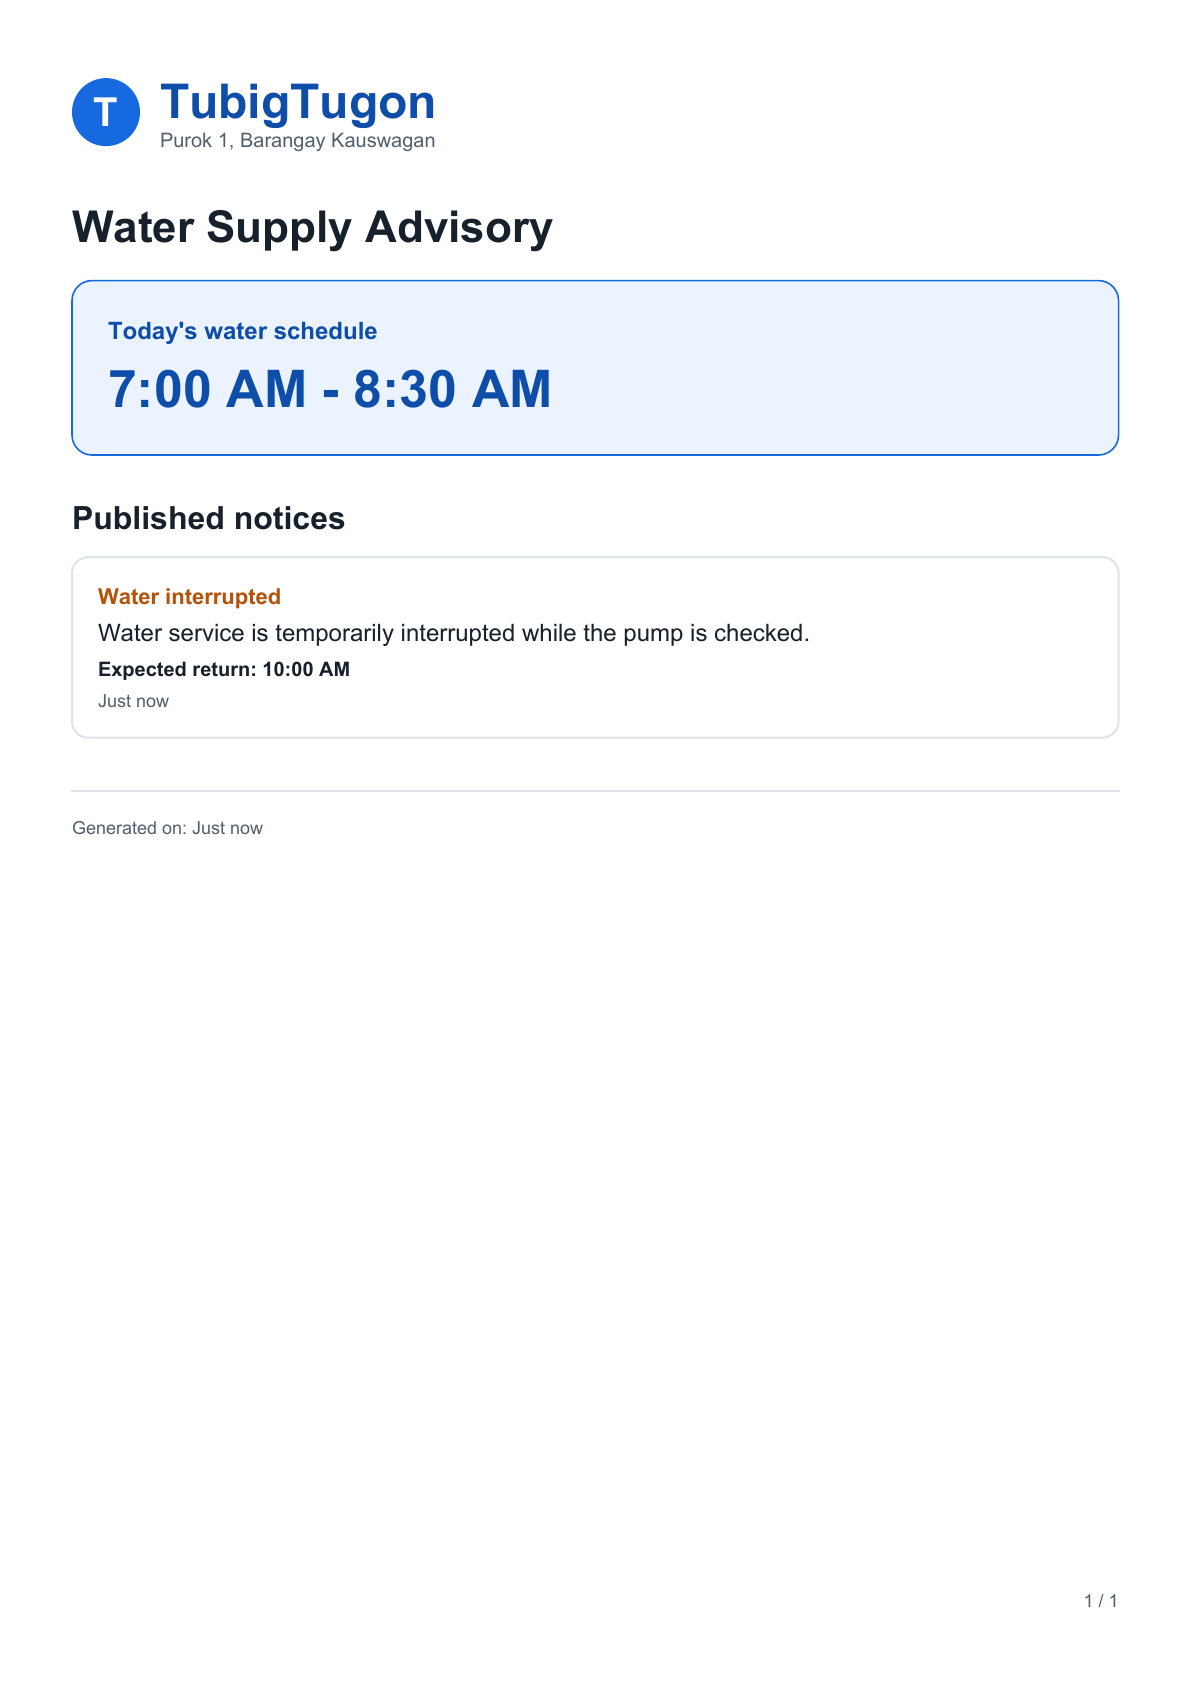 T
TubigTugon
Purok 1, Barangay Kauswagan
Water Supply Advisory
Today's water schedule
7:00 AM - 8:30 AM
Published notices
Water interrupted
Water service is temporarily interrupted while the pump is checked.
Expected return: 10:00 AM
Just now
Generated on: Just now
1 / 1